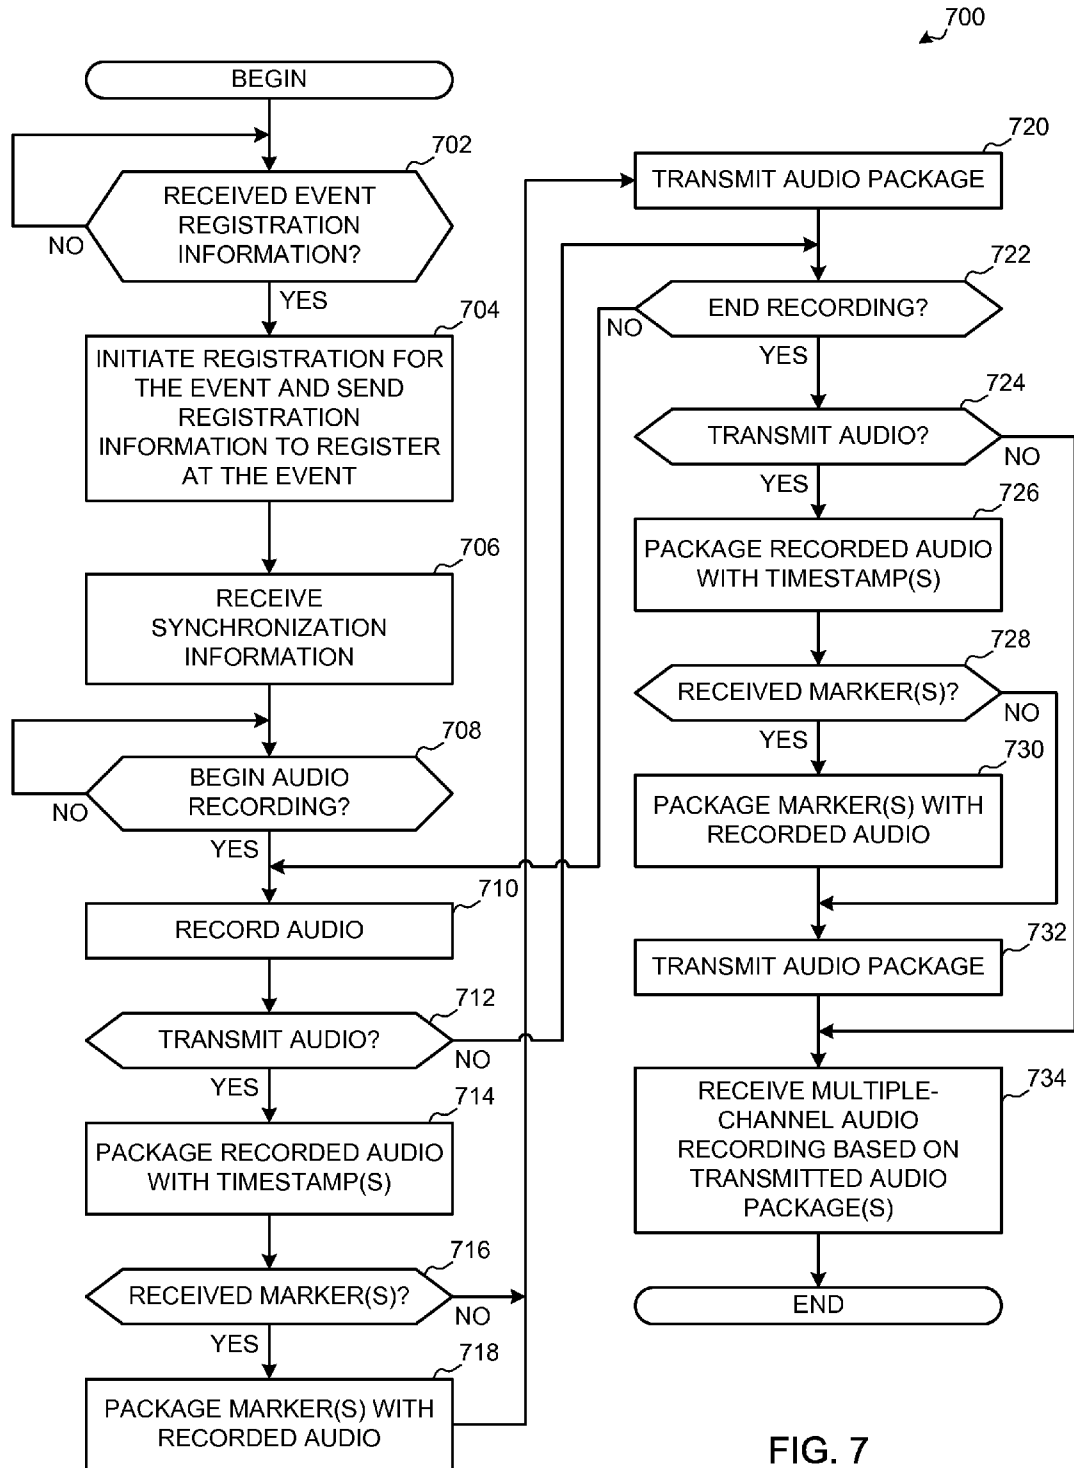 700
BEGIN
702
RECEIVED EVENT
REGISTRATION
INFORMATION?
NO
YES
704
INITIATE REGISTRATION FOR
THE EVENT AND SEND
REGISTRATION
INFORMATION TO REGISTER
AT THE EVENT
706
RECEIVE
SYNCHRONIZATION
INFORMATION
708
BEGIN AUDIO
RECORDING?
NO
YES
710
RECORD AUDIO
712
TRANSMIT AUDIO?
NO
YES
714
PACKAGE RECORDED AUDIO
WITH TIMESTAMP(S)
716
RECEIVED MARKER(S)?
NO
YES
718
PACKAGE MARKER(S) WITH
RECORDED AUDIO
720
TRANSMIT AUDIO PACKAGE
722
END RECORDING?
NO
YES
724
TRANSMIT AUDIO?
NO
YES
726
PACKAGE RECORDED AUDIO
WITH TIMESTAMP(S)
728
RECEIVED MARKER(S)?
NO
YES
730
PACKAGE MARKER(S) WITH
RECORDED AUDIO
732
TRANSMIT AUDIO PACKAGE
734
RECEIVE MULTIPLE-
CHANNEL AUDIO
RECORDING BASED ON
TRANSMITTED AUDIO
PACKAGE(S)
END
FIG. 7